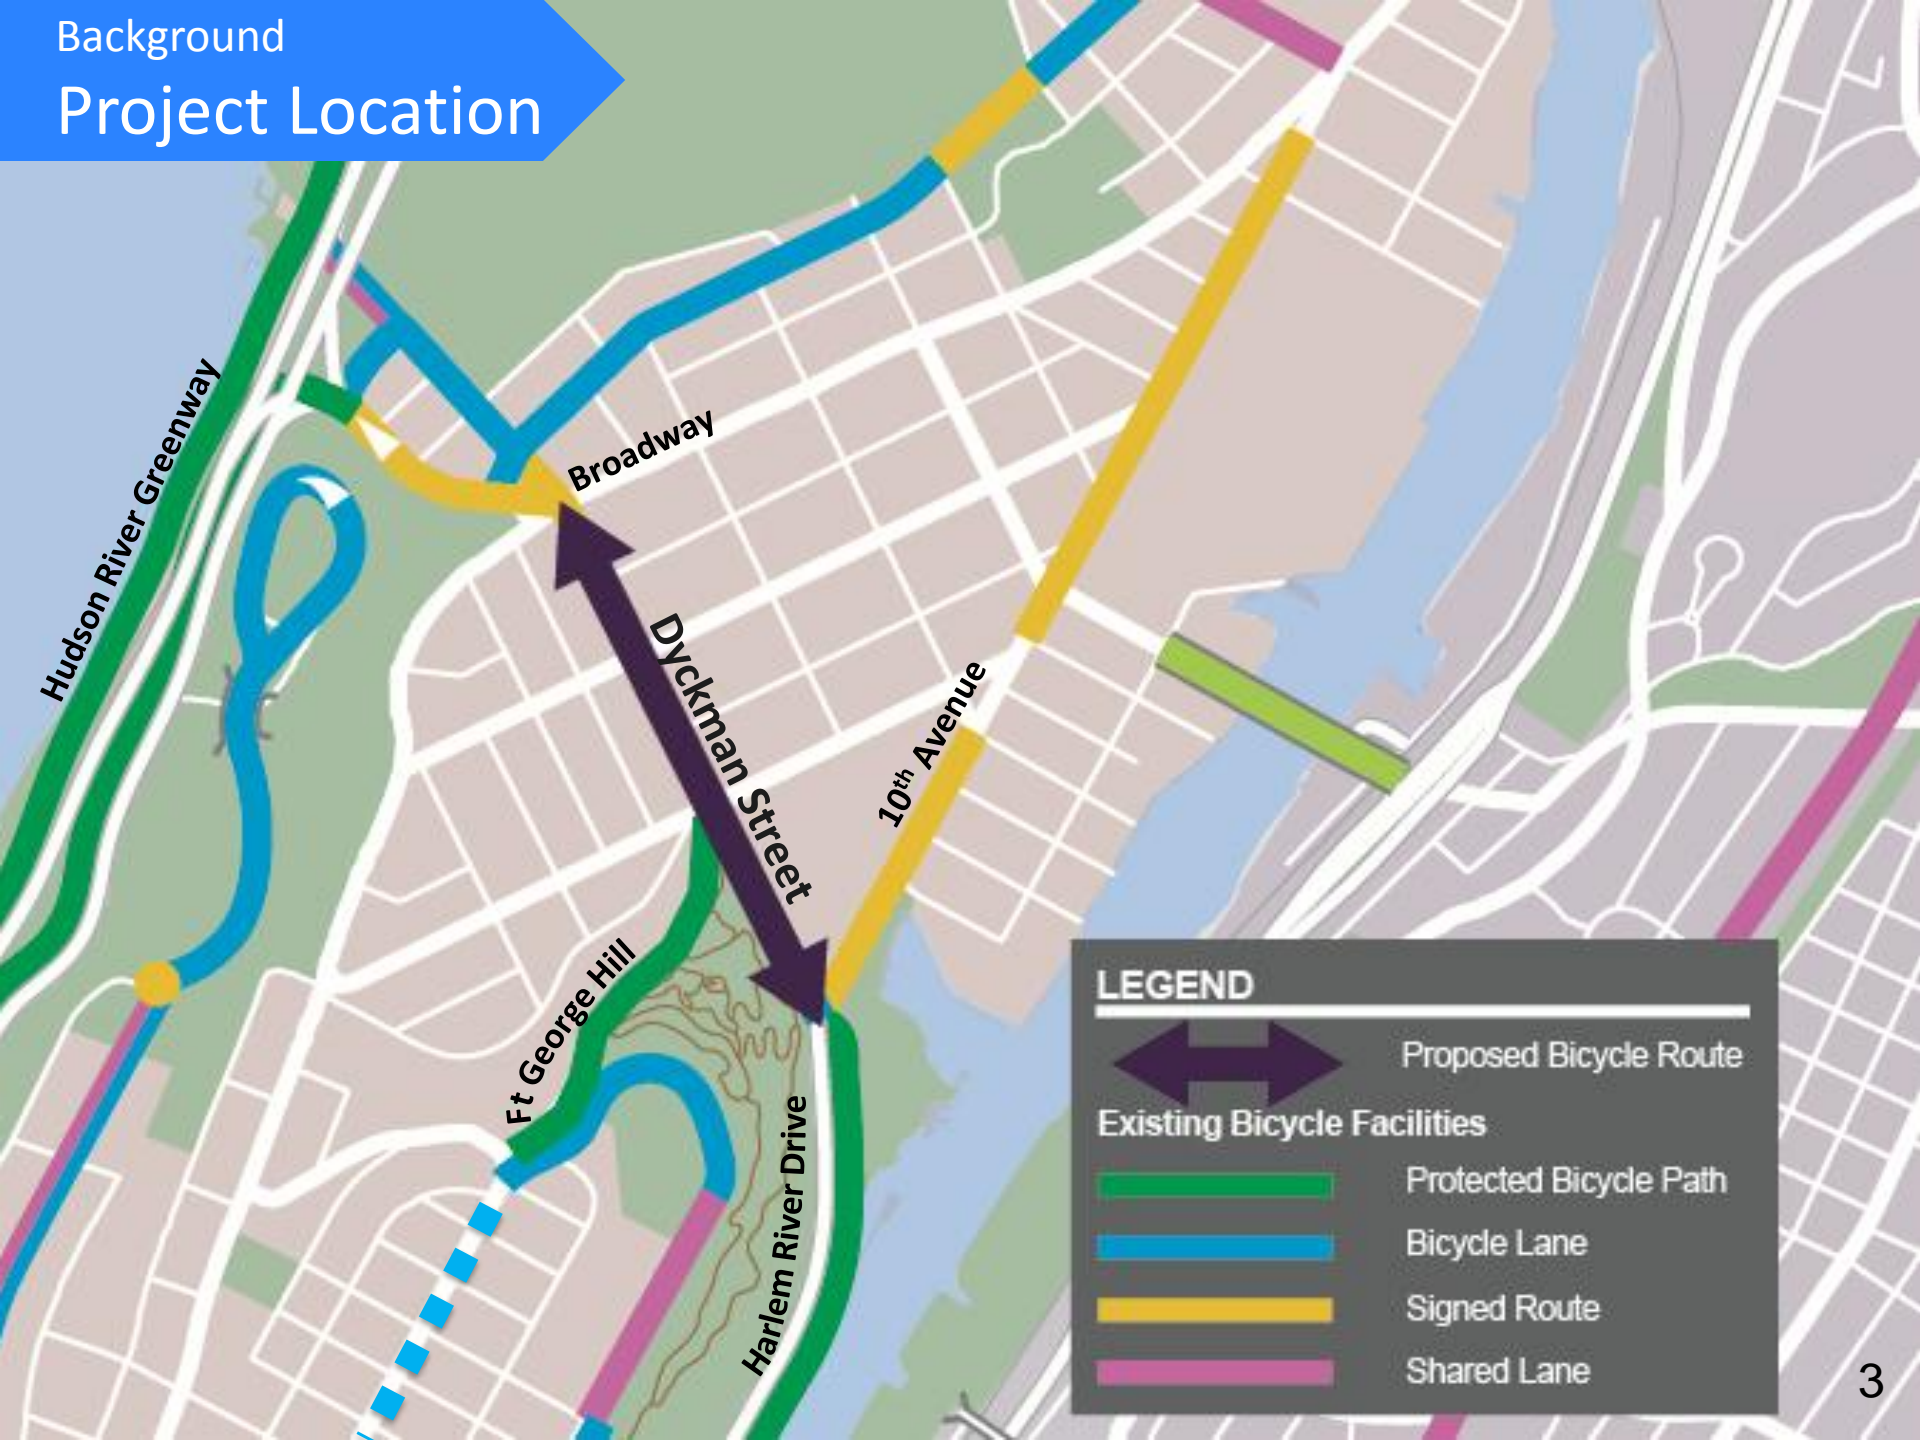 Background
Project Location
Hudson River Greenway
Broadway
Dyckman Street
10th Avenue
Ft George Hill
Harlem River Drive
LEGEND
Proposed Bicycle Route
Existing Bicycle Facilities
Protected Bicycle Path
Bicycle Lane
Signed Route
Shared Lane
3